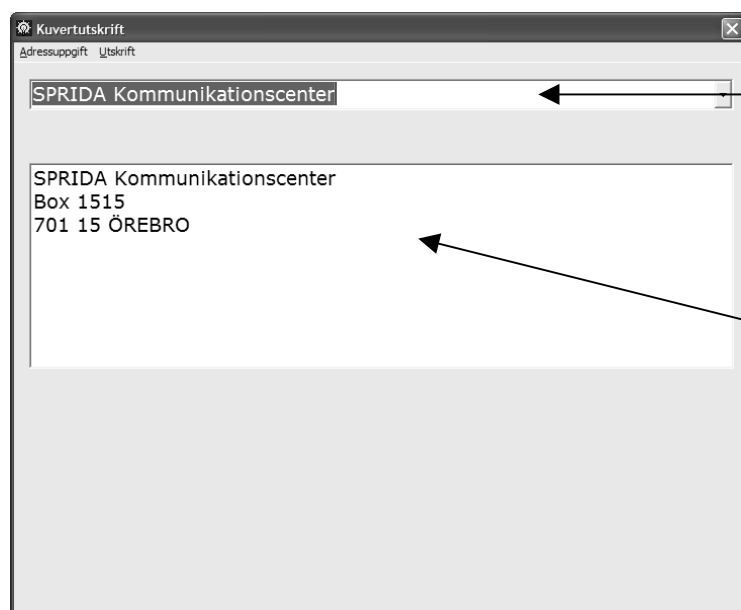 Kuvertutskrift
Adressuppgift Utskrift
SPRIDA Kommunikationscenter
SPRIDA Kommunikationscenter
Box 1515
701 15 ÖREBRO